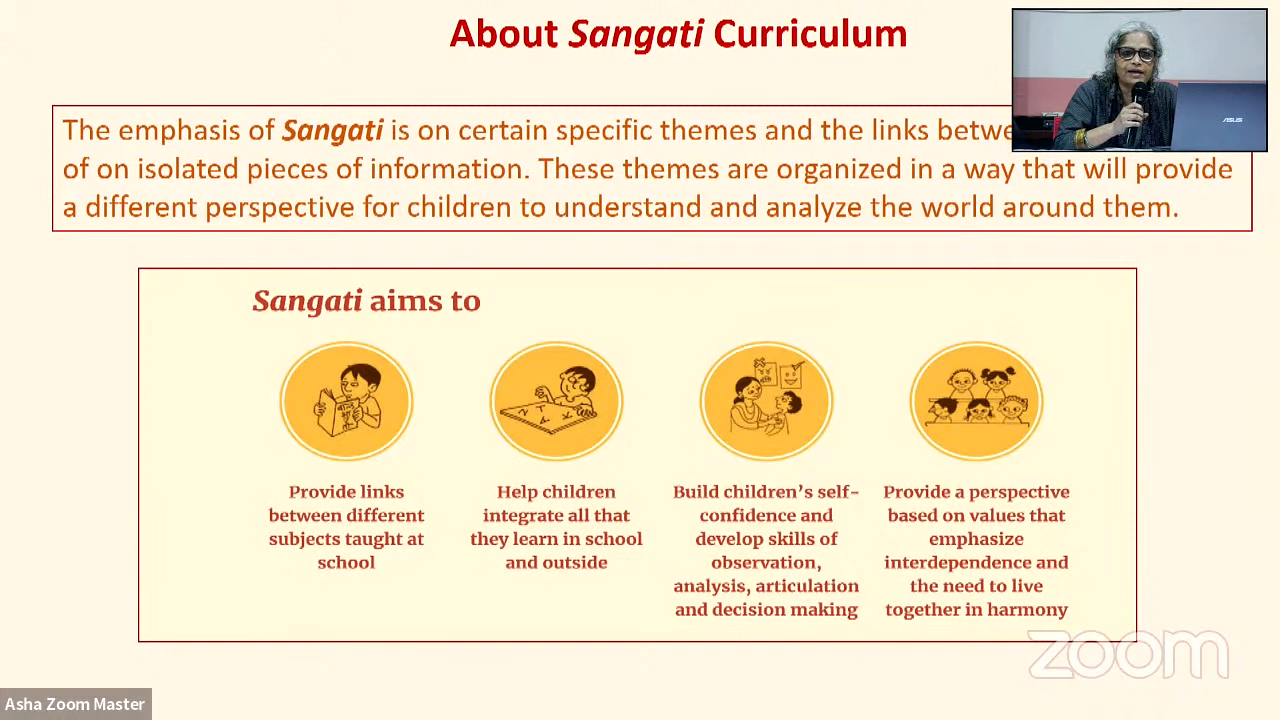 About Sangati Curriculum
The emphasis of Sangati is on certain specific themes and the links
of on isolated pieces of information. These themes are organized in a way that will provide
a different perspective for children to understand and analyze the world around them.
ASUS
Sangati aims to
Provide links
between different
subjects taught at
school
Help children
integrate all that
they learn in school
and outside
Build children's self-
confidence and
develop skills of
observation,
analysis, articulation
and decision making
Provide a perspective
based on values that
emphasize
interdependence and
the need to live
together in harmony
zoom
Asha Zoom Master